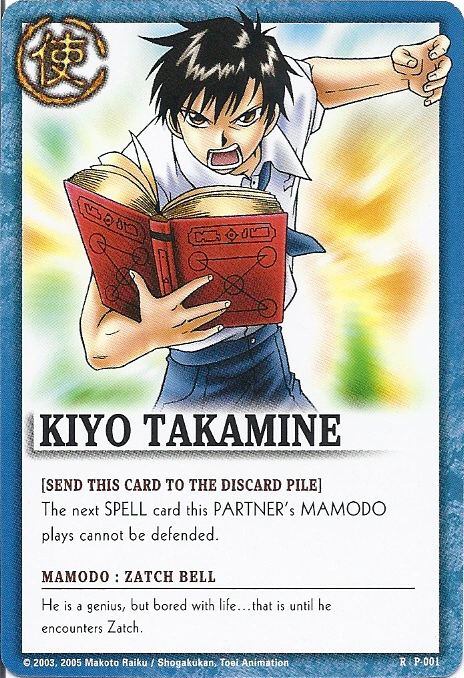 使
KIYO TAKAMINE
[SEND THIS CARD TO THE DISCARD PILE]
The next SPELL card this PARTNER's MAMODO
plays cannot be defended.
MAMODO : ZATCH BELL
He is a genius, but bored with life...that is until he
encounters Zatch.
© 2003, 2005 Makoto Raiku / Shogakukan, Toei Animation
R : P-001